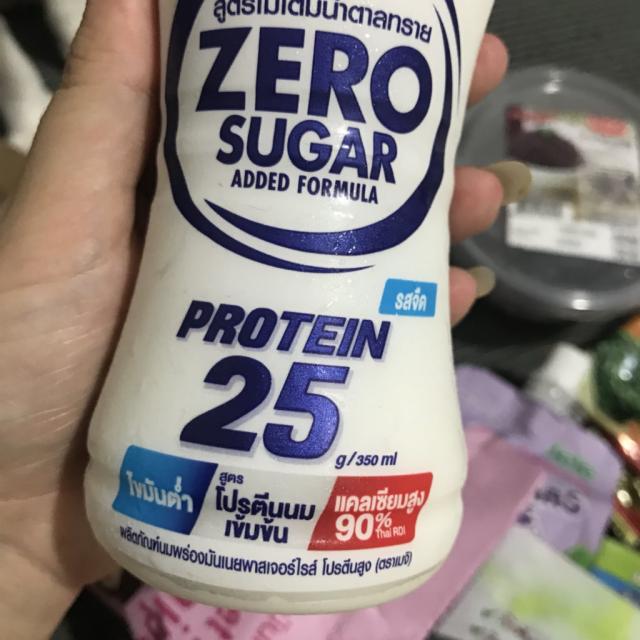 สูตรไม่เติมน้ำตาลทราย
ZERO
SUGAR
ADDED FORMULA
รสจืด
PROTEIN
25
g/350 ml
ไขมันต่ำ
สูตร
โปรตีนนม
เข้มข้น
แคลเซียมสูง
90%
Thai RDI
ผลิตภัณฑ์นมพร่องมันเนยพาสเจอร์ไรส์ โปรตีนสูง (ตราเมจิ)